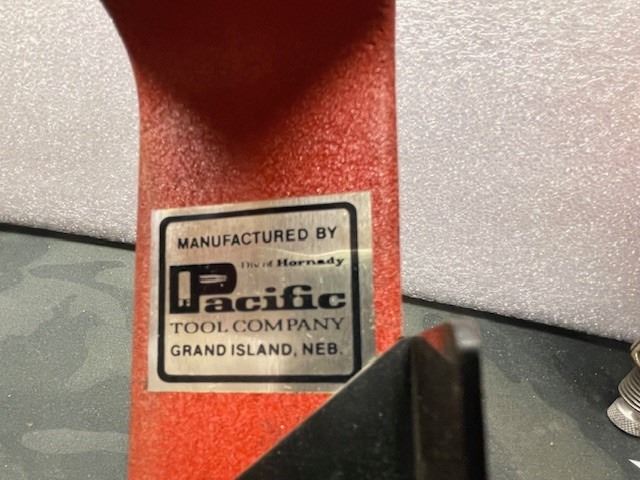 MANUFACTURED BY
Div of Hornady
Pacific
TOOL COMPANY
GRAND ISLAND, NEB.